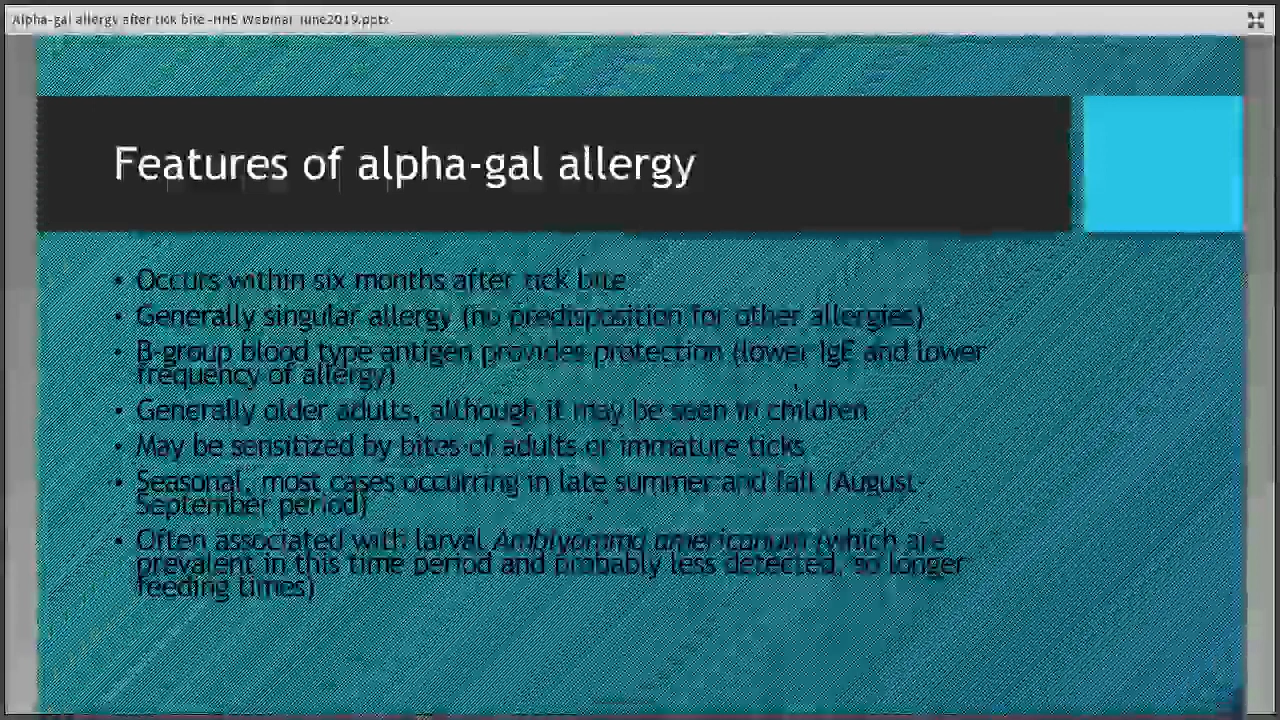 Alpha-gal allergy after tick bite -HHS Webinar June2019.pptx
Features of alpha-gal allergy
• Occurs within six months after tick bite
• Generally singular allergy (no predisposition for other allergies)
• B-group blood type antigen provides protection (lower IgE and lower
frequency of allergy)
• Generally older adults, although it may be seen in children
• May be sensitized by bites of adults or immature ticks
• Seasonal, most cases occurring in late summer and fall (August-
September period)
• Often associated with larval Amblyomma americanum (which are
prevalent in this time period and probably less detected, so longer
feeding times)